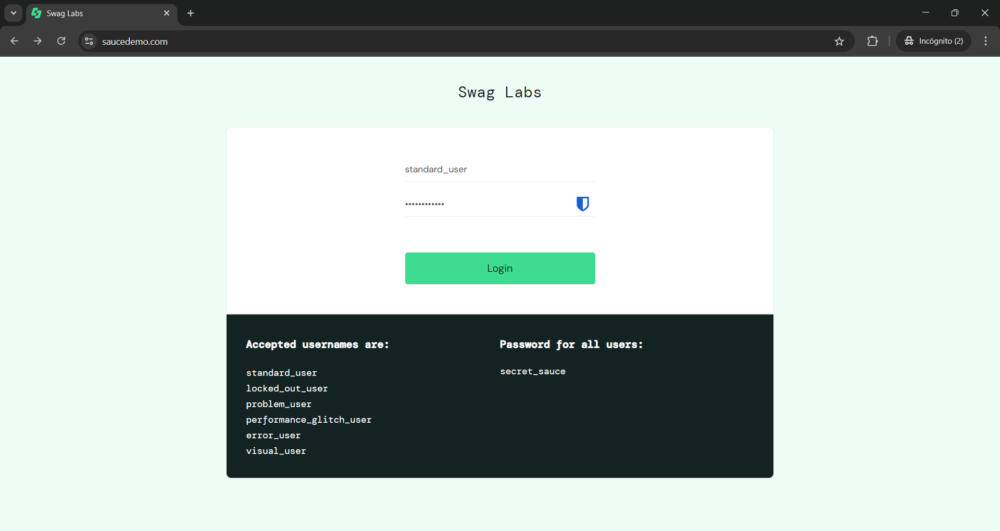 Swag Labs
saucedemo.com
Incógnito (2)
Swag Labs
standard_user
••••••••••••
Login
Accepted usernames are:
standard_user
locked_out_user
problem_user
performance_glitch_user
error_user
visual_user
Password for all users:
secret_sauce